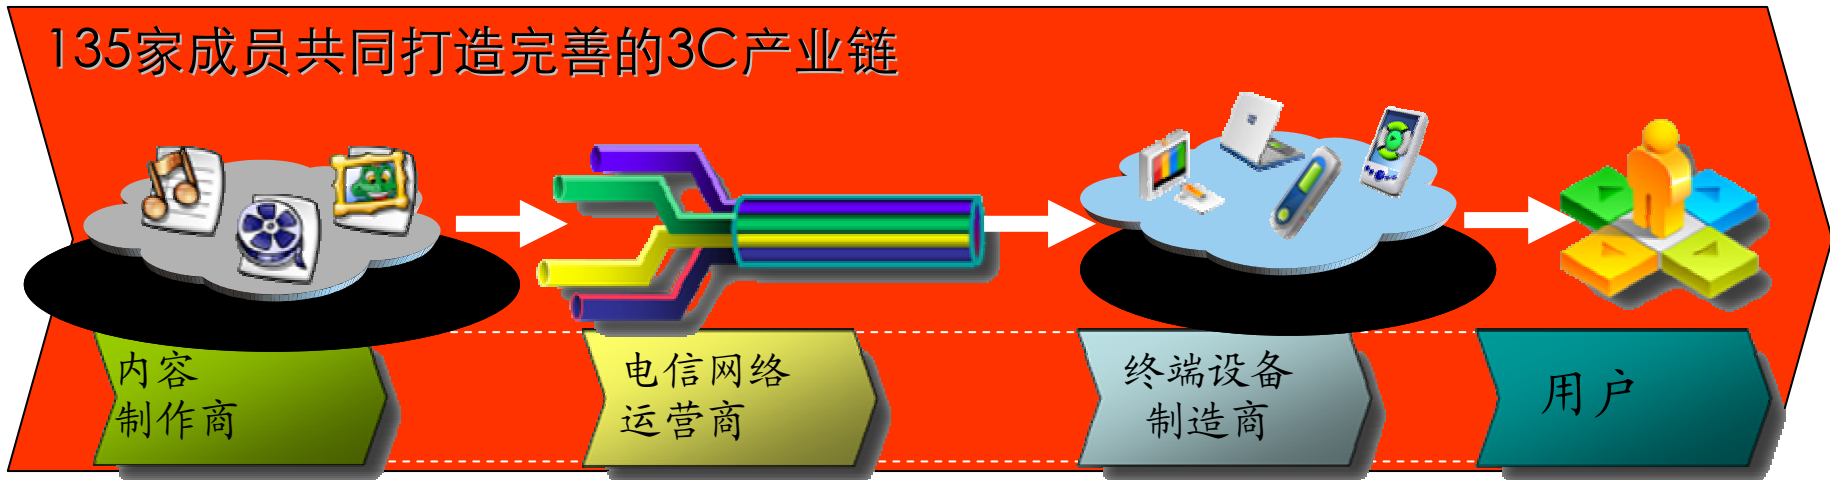 135家成员共同打造完善的3C产业链
内容
制作商
电信网络
运营商
终端设备
制造商
用户